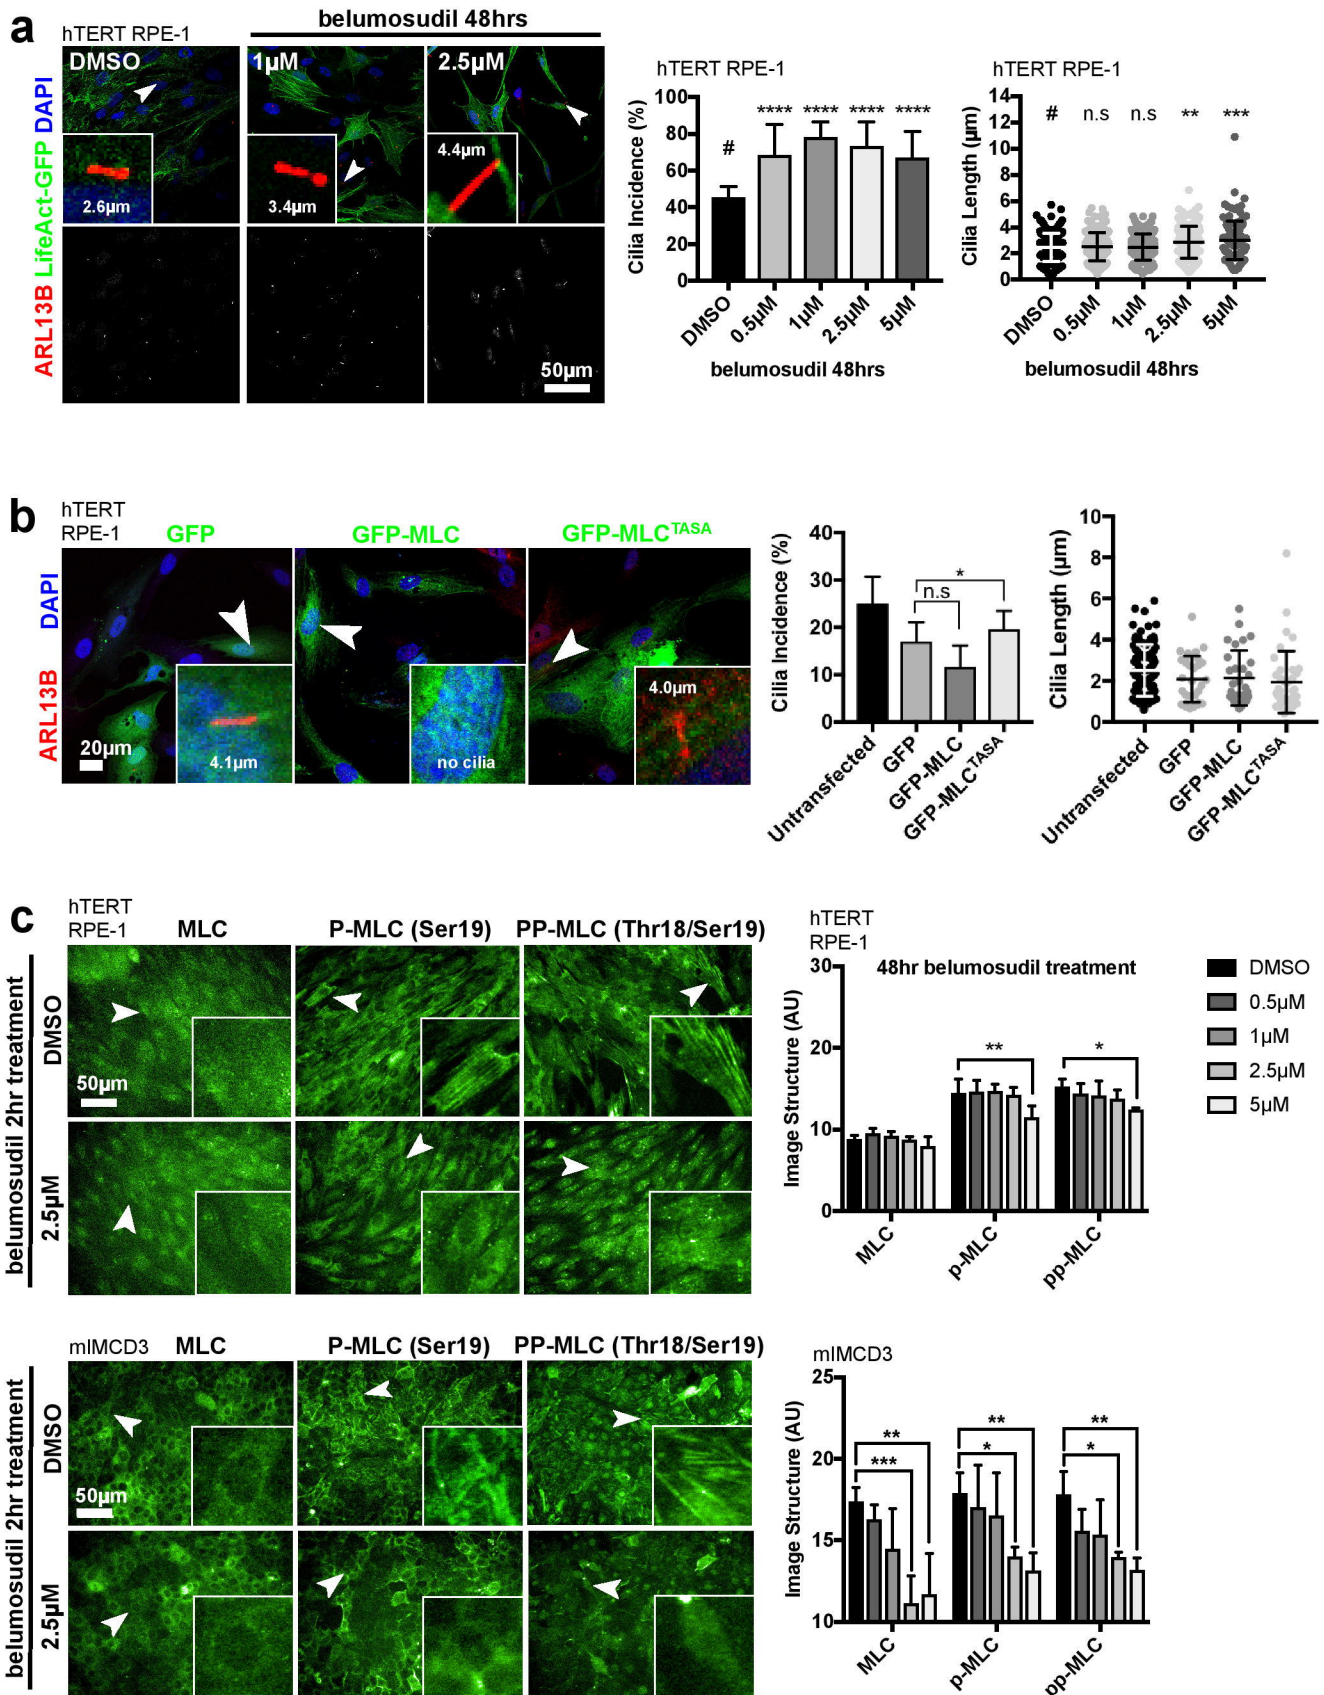 a
hTERT RPE-1
belumosudil 48hrs
DMSO
1µM
2.5µM
ARL13B LifeAct-GFP DAPI
2.6µm
3.4µm
4.4µm
50µm
hTERT RPE-1
Cilia Incidence (%)
100
80
60
40
20
0
#
****
****
****
****
DMSO
0.5µM
1µM
2.5µM
5µM
belumosudil 48hrs
hTERT RPE-1
Cilia Length (µm)
14
12
10
8
6
4
2
0
#
n.s
n.s
**
***
DMSO
0.5µM
1µM
2.5µM
5µM
belumosudil 48hrs
b
hTERT
RPE-1
GFP
GFP-MLC
GFP-MLCTASA
ARL13B
DAPI
20µm
4.1µm
no cilia
4.0µm
Cilia Incidence (%)
40
30
20
10
0
*
n.s
Untransfected
GFP
GFP-MLC
GFP-MLCTASA
Cilia Length (µm)
10
8
6
4
2
0
Untransfected
GFP
GFP-MLC
GFP-MLCTASA
c
hTERT
RPE-1
MLC
P-MLC (Ser19)
PP-MLC (Thr18/Ser19)
belumosudil 2hr treatment
DMSO
2.5µM
50µm
hTERT
RPE-1
48hr belumosudil treatment
Image Structure (AU)
30
20
10
0
**
*
MLC
p-MLC
pp-MLC
DMSO
0.5µM
1µM
2.5µM
5µM
mIMCD3
MLC
P-MLC (Ser19)
PP-MLC (Thr18/Ser19)
belumosudil 2hr treatment
DMSO
2.5µM
50µm
mIMCD3
Image Structure (AU)
25
20
15
10
**
***
**
*
**
*
MLC
p-MLC
pp-MLC